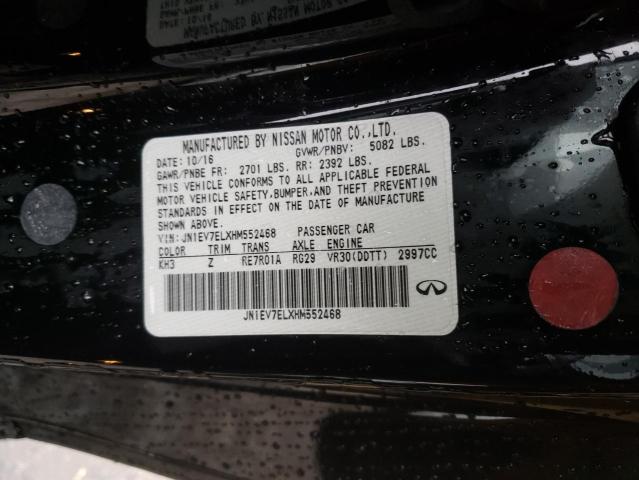 MANUFACTURED BY NISSAN MOTOR CO.,LTD.
DATE: 10/16 GVWR/PNBV: 5082 LBS.
GAWR/PNBE FR: 2701 LBS. RR: 2392 LBS.
THIS VEHICLE CONFORMS TO ALL APPLICABLE FEDERAL
MOTOR VEHICLE SAFETY,BUMPER,AND THEFT PREVENTION
STANDARDS IN EFFECT ON THE DATE OF MANUFACTURE
SHOWN ABOVE.
VIN: JN1EV7ELXHM552468 PASSENGER CAR
COLOR TRIM TRANS AXLE ENGINE
KH3 Z RE7R01A RG29 VR30(DDTT) 2997CC
JN1EV7ELXHM552468